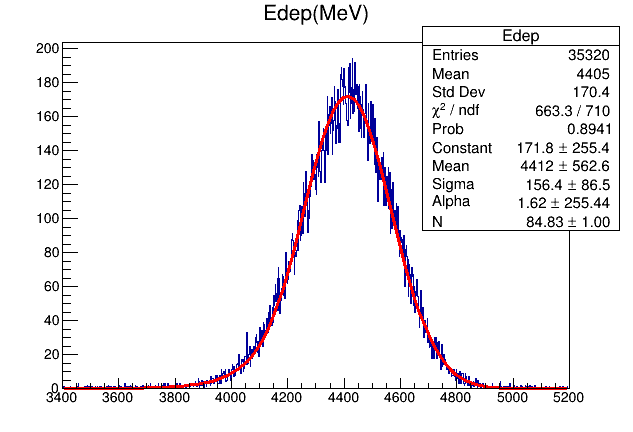 Edep(MeV)
Edep
Entries 35320
Mean 4405
Std Dev 170.4
χ² / ndf 663.3 / 710
Prob 0.8941
Constant 171.8 ± 255.4
Mean 4412 ± 562.6
Sigma 156.4 ± 86.5
Alpha 1.62 ± 255.44
N 84.83 ± 1.00
200
180
160
140
120
100
80
60
40
20
0
3400 3600 3800 4000 4200 4400 4600 4800 5000 5200